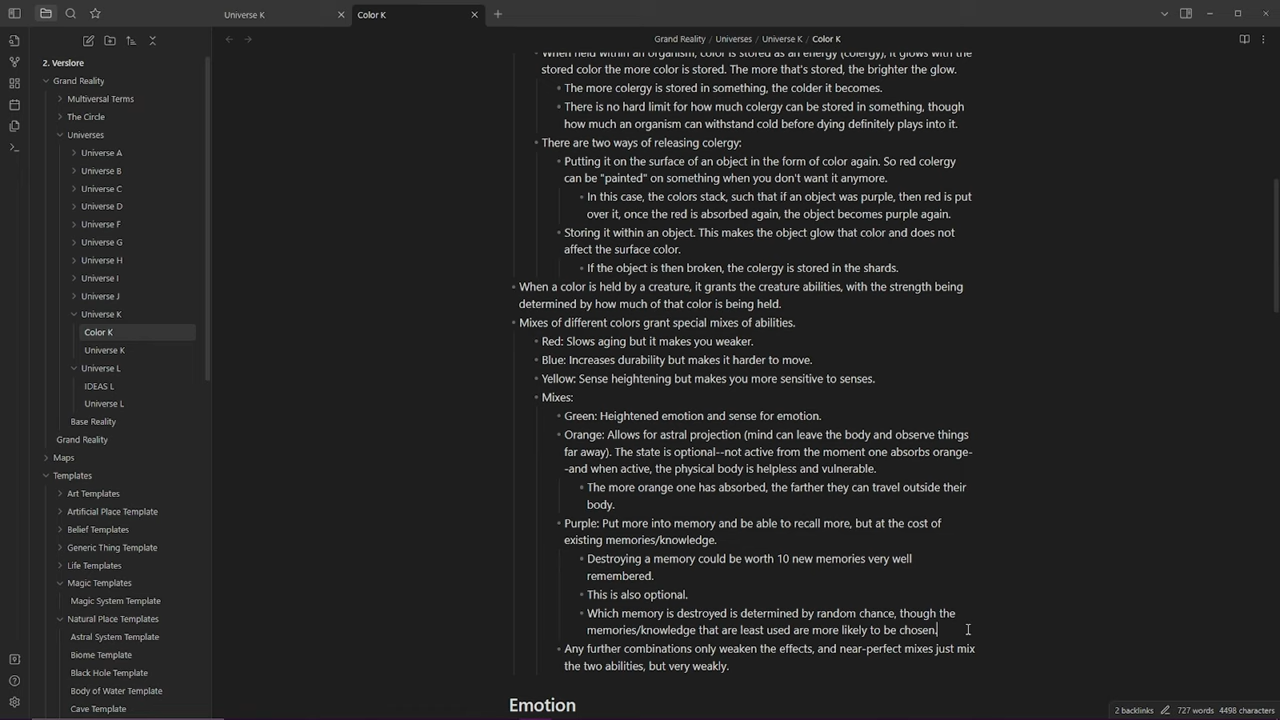 Universe K
Color K
2. Verslore
Grand Reality
Multiversal Terms
The Circle
Universes
Universe A
Universe B
Universe C
Universe D
Universe F
Universe G
Universe H
Universe I
Universe J
Universe K
Color K
Universe K
Universe L
IDEAS L
Universe L
Base Reality
Grand Reality
Maps
Templates
Art Templates
Artificial Place Templates
Belief Templates
Generic Thing Templates
Life Templates
Magic Templates
Magic System Template
Natural Place Templates
Astral System Template
Biome Template
Black Hole Template
Body of Water Template
Cave Template
Grand Reality / Universes / Universe K / Color K
When held within an organism, color is stored as an energy (colergy), it glows with the
stored color the more color is stored. The more that's stored, the brighter the glow.
The more colergy is stored in something, the colder it becomes.
There is no hard limit for how much colergy can be stored in something, though
how much an organism can withstand cold before dying definitely plays into it.
There are two ways of releasing colergy:
Putting it on the surface of an object in the form of color again. So red colergy
can be "painted" on something when you don't want it anymore.
In this case, the colors stack, such that if an object was purple, then red is put
over it, once the red is absorbed again, the object becomes purple again.
Storing it within an object. This makes the object glow that color and does not
affect the surface color.
If the object is then broken, the colergy is stored in the shards.
When a color is held by a creature, it grants the creature abilities, with the strength being
determined by how much of that color is being held.
Mixes of different colors grant special mixes of abilities.
Red: Slows aging but it makes you weaker.
Blue: Increases durability but makes it harder to move.
Yellow: Sense heightening but makes you more sensitive to senses.
Mixes:
Green: Heightened emotion and sense for emotion.
Orange: Allows for astral projection (mind can leave the body and observe things
far away). The state is optional--not active from the moment one absorbs orange-
-and when active, the physical body is helpless and vulnerable.
The more orange one has absorbed, the farther they can travel outside their
body.
Purple: Put more into memory and be able to recall more, but at the cost of
existing memories/knowledge.
Destroying a memory could be worth 10 new memories very well
remembered.
This is also optional.
Which memory is destroyed is determined by random chance, though the
memories/knowledge that are least used are more likely to be chosen.
Any further combinations only weaken the effects, and near-perfect mixes just mix
the two abilities, but very weakly.
Emotion
2 backlinks 727 words 4498 characters